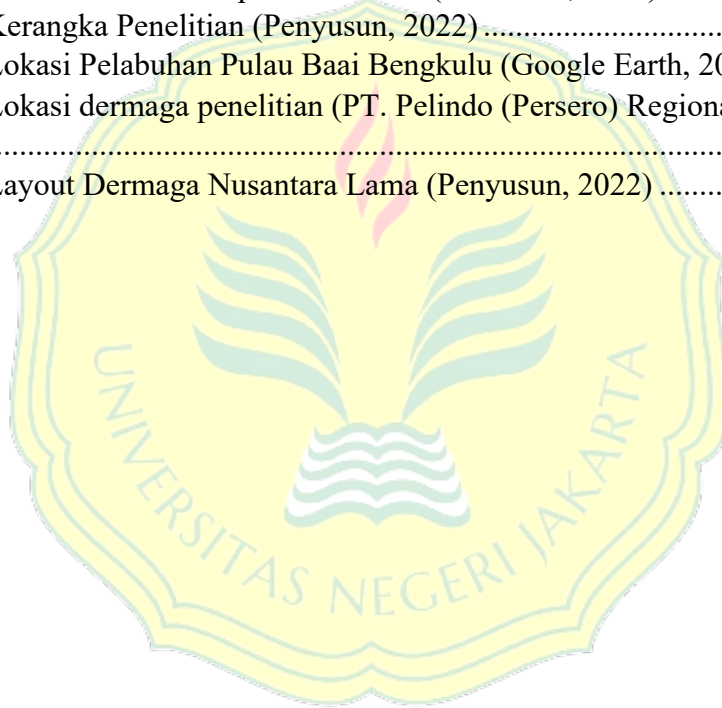 Kerangka Penelitian (Penyusun, 2022) ..............................
Lokasi Pelabuhan Pulau Baai Bengkulu (Google Earth, 20
Lokasi dermaga penelitian (PT. Pelindo (Persero) Regiona
..........................................................................................
Layout Dermaga Nusantara Lama (Penyusun, 2022) ........
UNIVERSITAS NEGERI JAKARTA